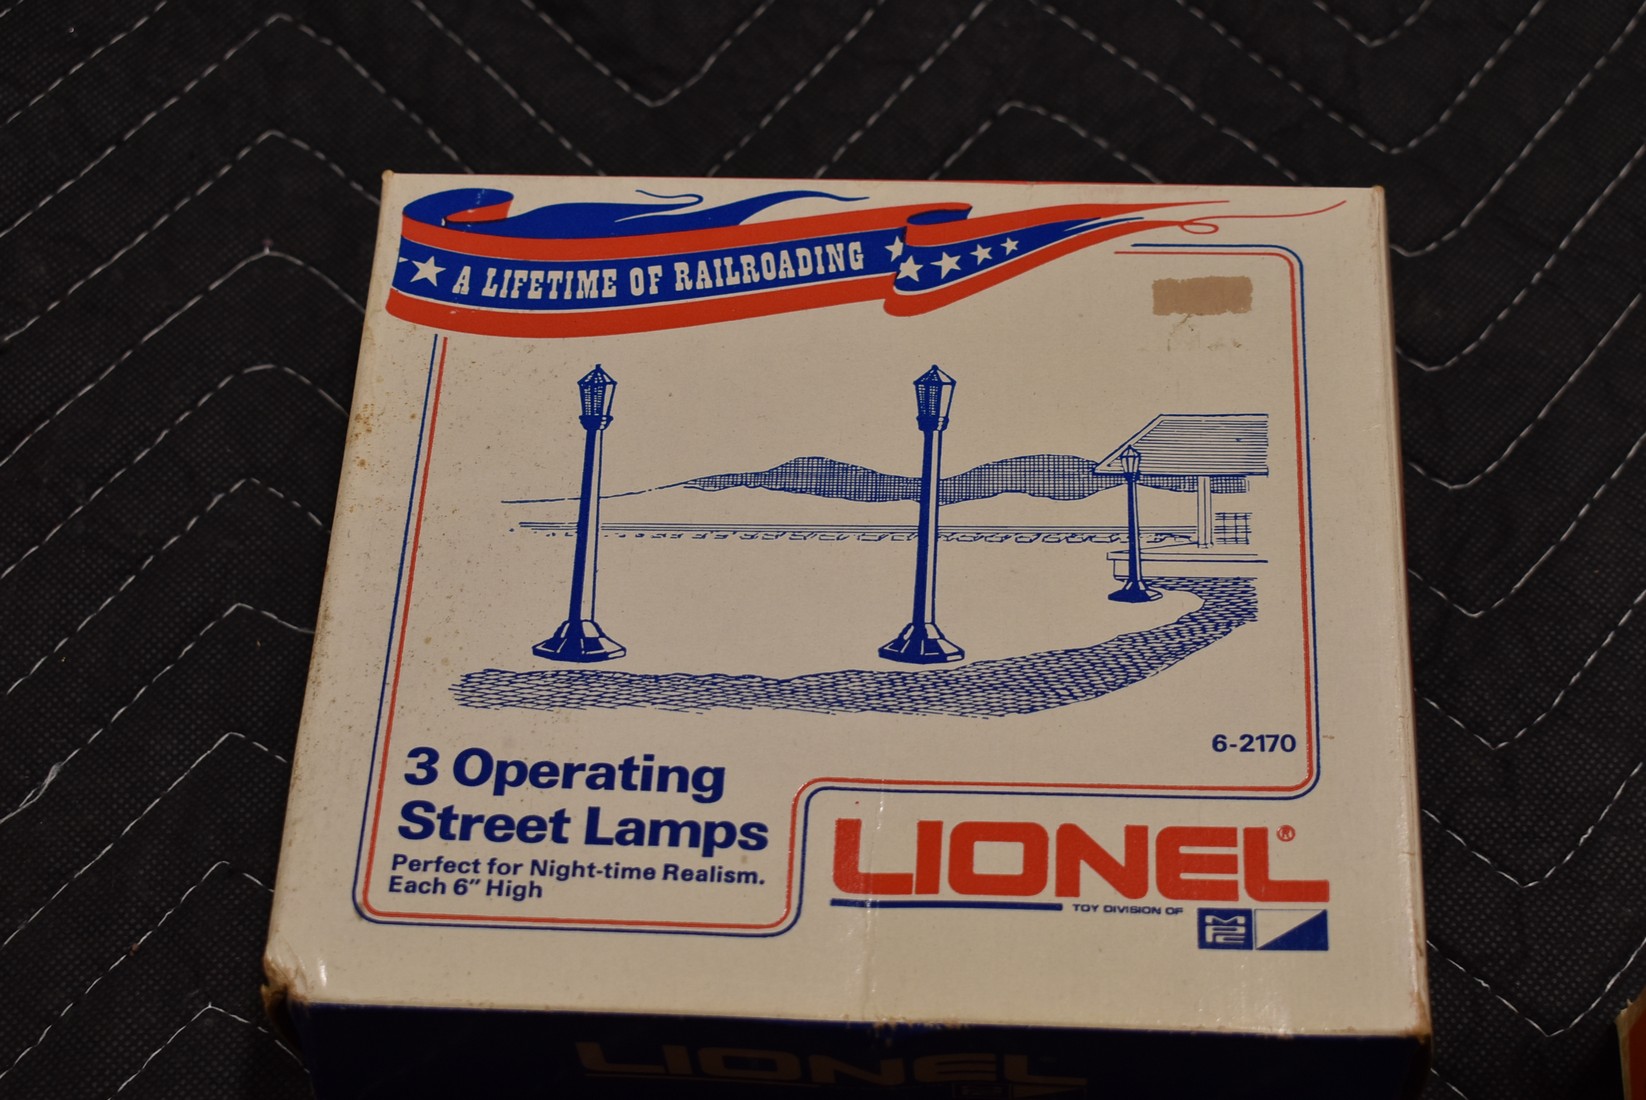 A LIFETIME OF RAILROADING
6-2170
3 Operating
Street Lamps
Perfect for Night-time Realism.
Each 6" High
LIONEL®
TOY DIVISION OF
MPC
LIONEL